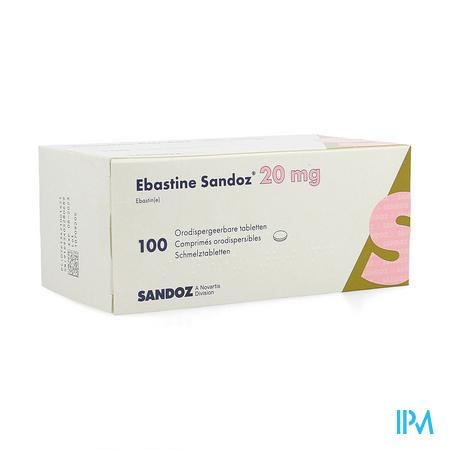 Ebastine Sandoz® 20 mg
Ebastin(e)
100
Orodispergeerbare tabletten
Comprimés orodispersibles
Schmelztabletten
SANDOZ A Novartis
Division
S
IPM